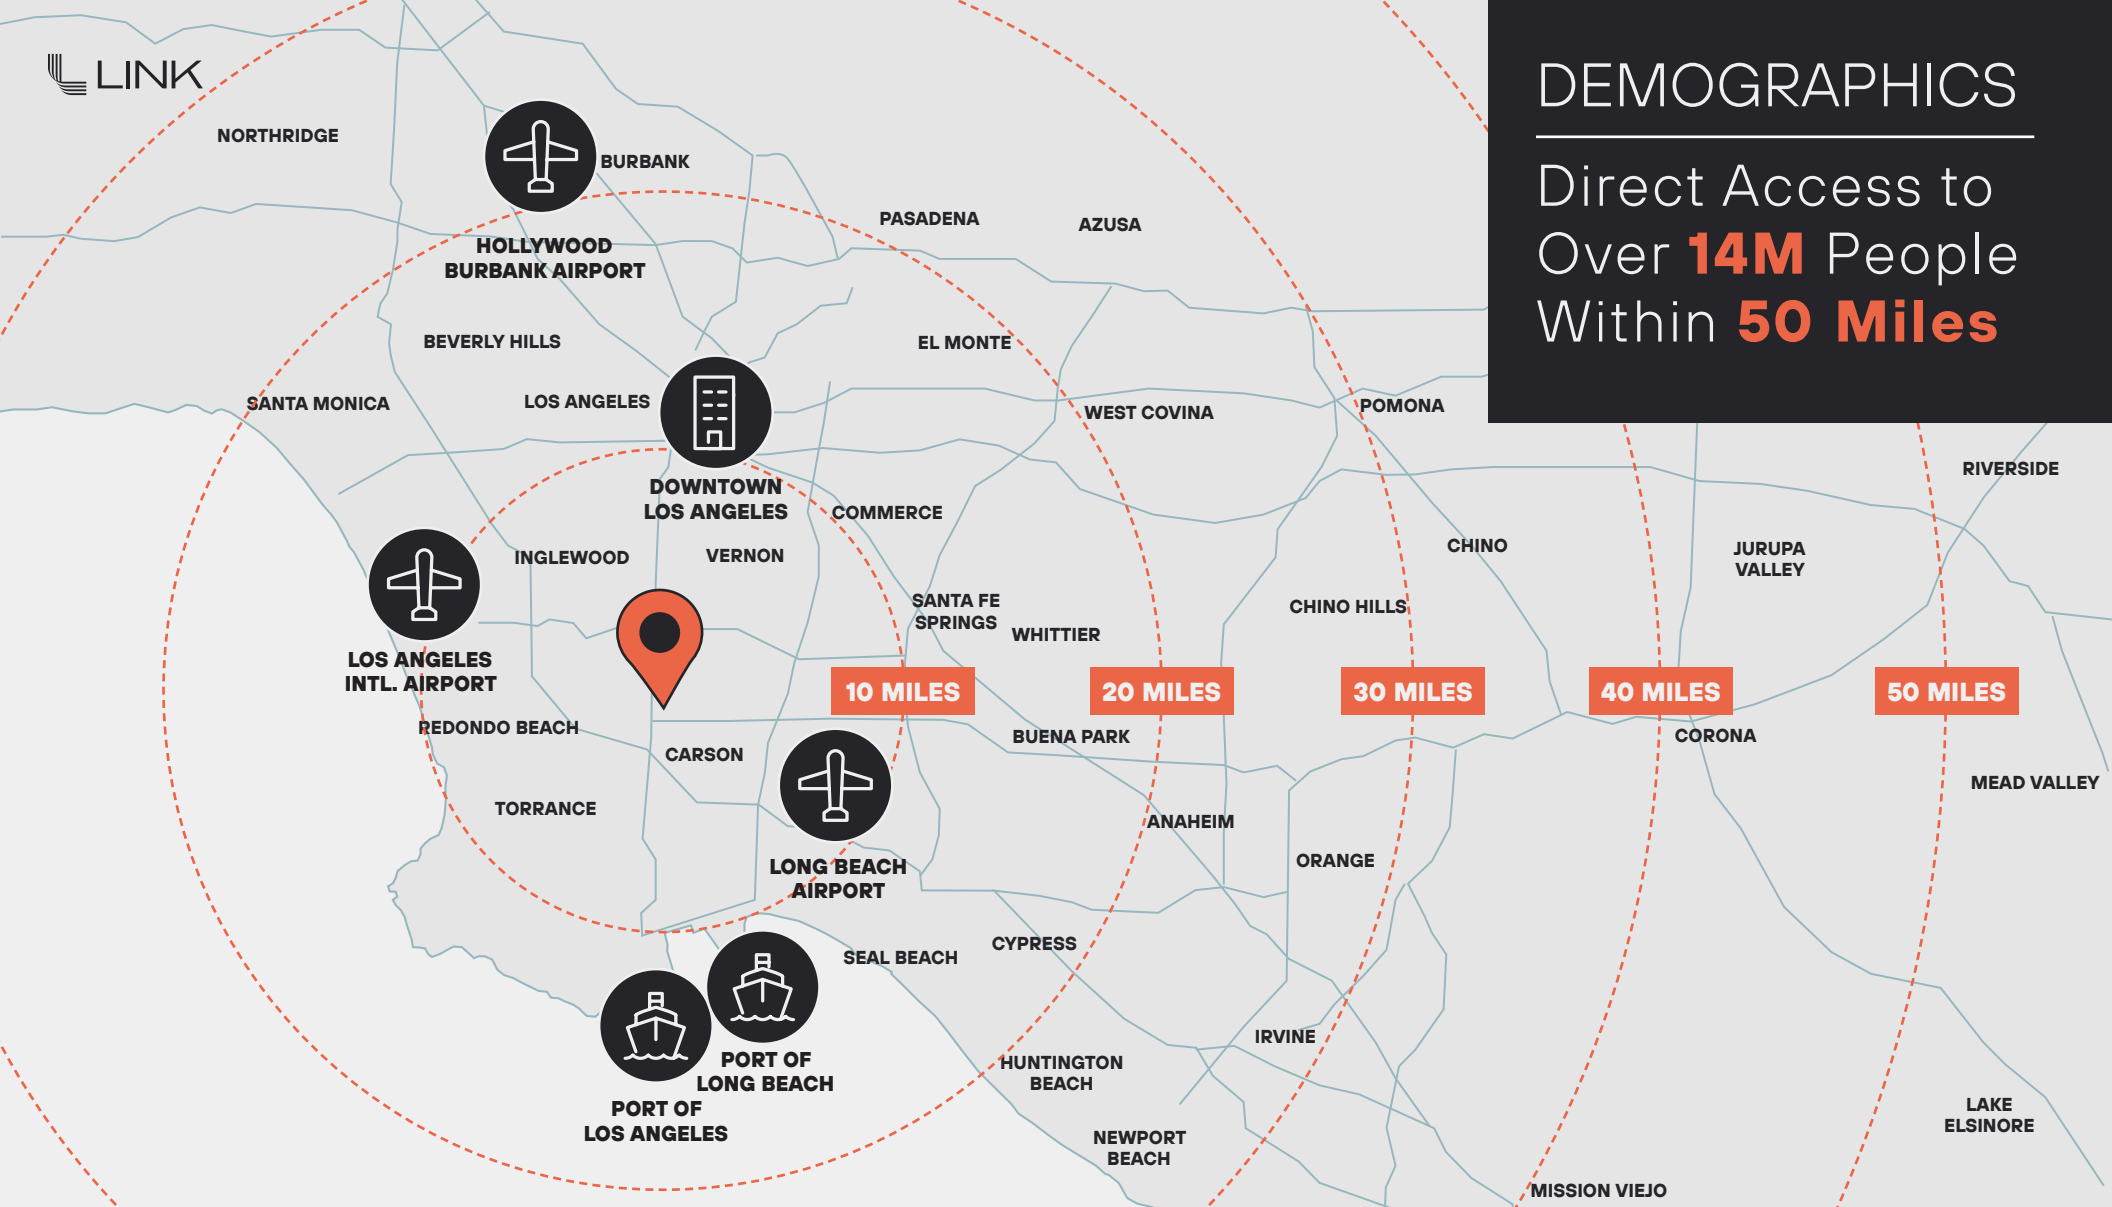 LINK
DEMOGRAPHICS
Direct Access to
Over 14M People
Within 50 Miles
NORTHRIDGE
BURBANK
PASADENA
AZUSA
HOLLYWOOD
BURBANK AIRPORT
BEVERLY HILLS
EL MONTE
SANTA MONICA
LOS ANGELES
WEST COVINA
POMONA
RIVERSIDE
DOWNTOWN
LOS ANGELES
COMMERCE
INGLEWOOD
VERNON
CHINO
JURUPA
VALLEY
SANTA FE
SPRINGS
WHITTIER
CHINO HILLS
LOS ANGELES
INTL. AIRPORT
10 MILES
20 MILES
30 MILES
40 MILES
50 MILES
REDONDO BEACH
CARSON
BUENA PARK
CORONA
MEAD VALLEY
TORRANCE
ANAHEIM
ORANGE
LONG BEACH
AIRPORT
SEAL BEACH
CYPRESS
IRVINE
PORT OF
LONG BEACH
HUNTINGTON
BEACH
PORT OF
LOS ANGELES
LAKE
ELSINORE
NEWPORT
BEACH
MISSION VIEJO